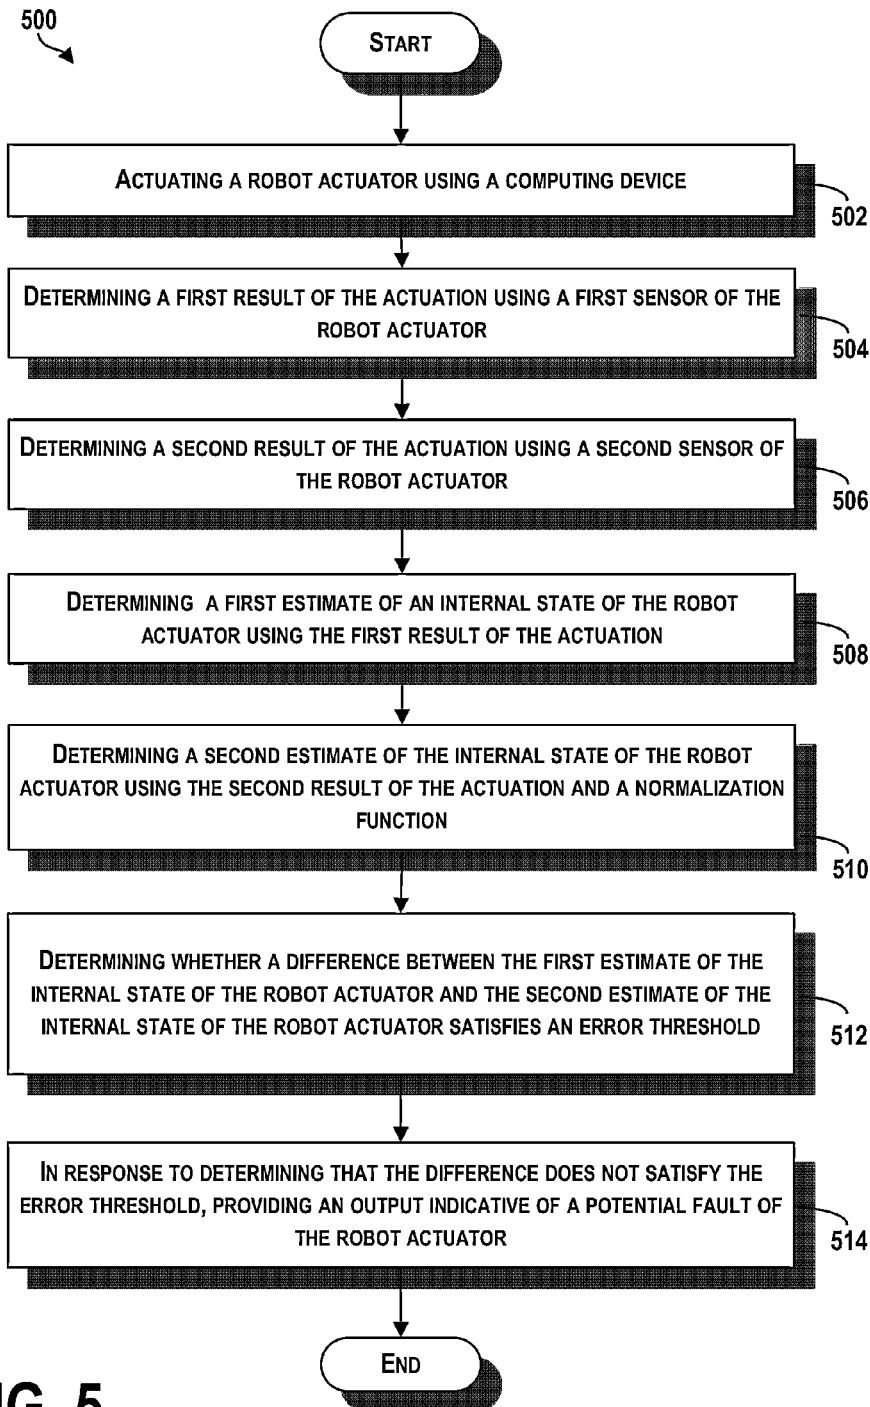 500
START
ACTUATING A ROBOT ACTUATOR USING A COMPUTING DEVICE
502
DETERMINING A FIRST RESULT OF THE ACTUATION USING A FIRST SENSOR OF THE
ROBOT ACTUATOR
504
DETERMINING A SECOND RESULT OF THE ACTUATION USING A SECOND SENSOR OF
THE ROBOT ACTUATOR
506
DETERMINING A FIRST ESTIMATE OF AN INTERNAL STATE OF THE ROBOT
ACTUATOR USING THE FIRST RESULT OF THE ACTUATION
508
DETERMINING A SECOND ESTIMATE OF THE INTERNAL STATE OF THE ROBOT
ACTUATOR USING THE SECOND RESULT OF THE ACTUATION AND A NORMALIZATION
FUNCTION
510
DETERMINING WHETHER A DIFFERENCE BETWEEN THE FIRST ESTIMATE OF THE
INTERNAL STATE OF THE ROBOT ACTUATOR AND THE SECOND ESTIMATE OF THE
INTERNAL STATE OF THE ROBOT ACTUATOR SATISFIES AN ERROR THRESHOLD
512
IN RESPONSE TO DETERMINING THAT THE DIFFERENCE DOES NOT SATISFY THE
ERROR THRESHOLD, PROVIDING AN OUTPUT INDICATIVE OF A POTENTIAL FAULT OF
THE ROBOT ACTUATOR
514
END